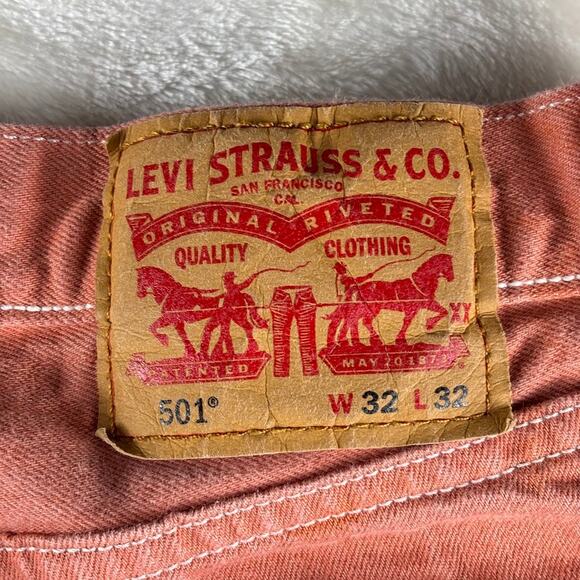 LEVI STRAUSS & CO.
SAN FRANCISCO
CAL.
ORIGINAL RIVETED
QUALITY CLOTHING
XX
PATENTED MAY 20 1873
501® W 32 L 32